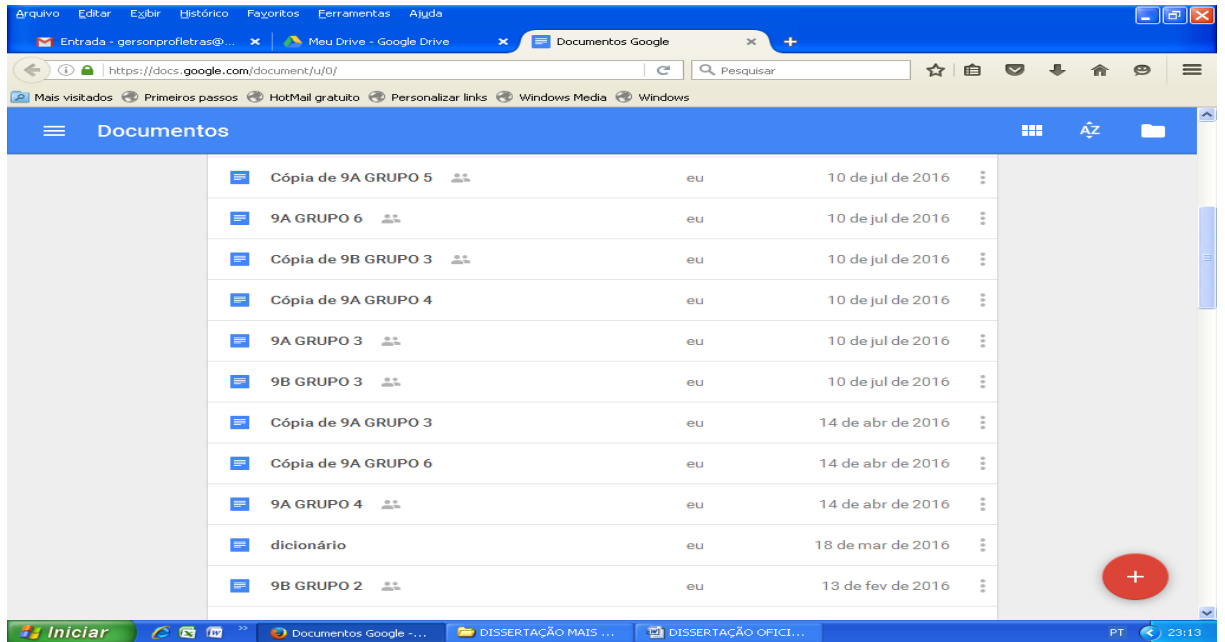 Arquivo Editar Exibir Histórico Favoritos Ferramentas Ajuda
Entrada - gersonprofletras@... Meu Drive - Google Drive Documentos Google
https://docs.google.com/document/u/0/ Pesquisar
Mais visitados Primeiros passos HotMail gratuito Personalizar links Windows Media Windows
Documentos AZ
Cópia de 9A GRUPO 5 eu 10 de jul de 2016
9A GRUPO 6 eu 10 de jul de 2016
Cópia de 9B GRUPO 3 eu 10 de jul de 2016
Cópia de 9A GRUPO 4 eu 10 de jul de 2016
9A GRUPO 3 eu 10 de jul de 2016
9B GRUPO 3 eu 10 de jul de 2016
Cópia de 9A GRUPO 3 eu 14 de abr de 2016
Cópia de 9A GRUPO 6 eu 14 de abr de 2016
9A GRUPO 4 eu 14 de abr de 2016
dicionário eu 18 de mar de 2016
9B GRUPO 2 eu 13 de fev de 2016
Iniciar Documentos Google -... DISSERTAÇÃO MAIS ... DISSERTAÇÃO OFICI... PT 23:13